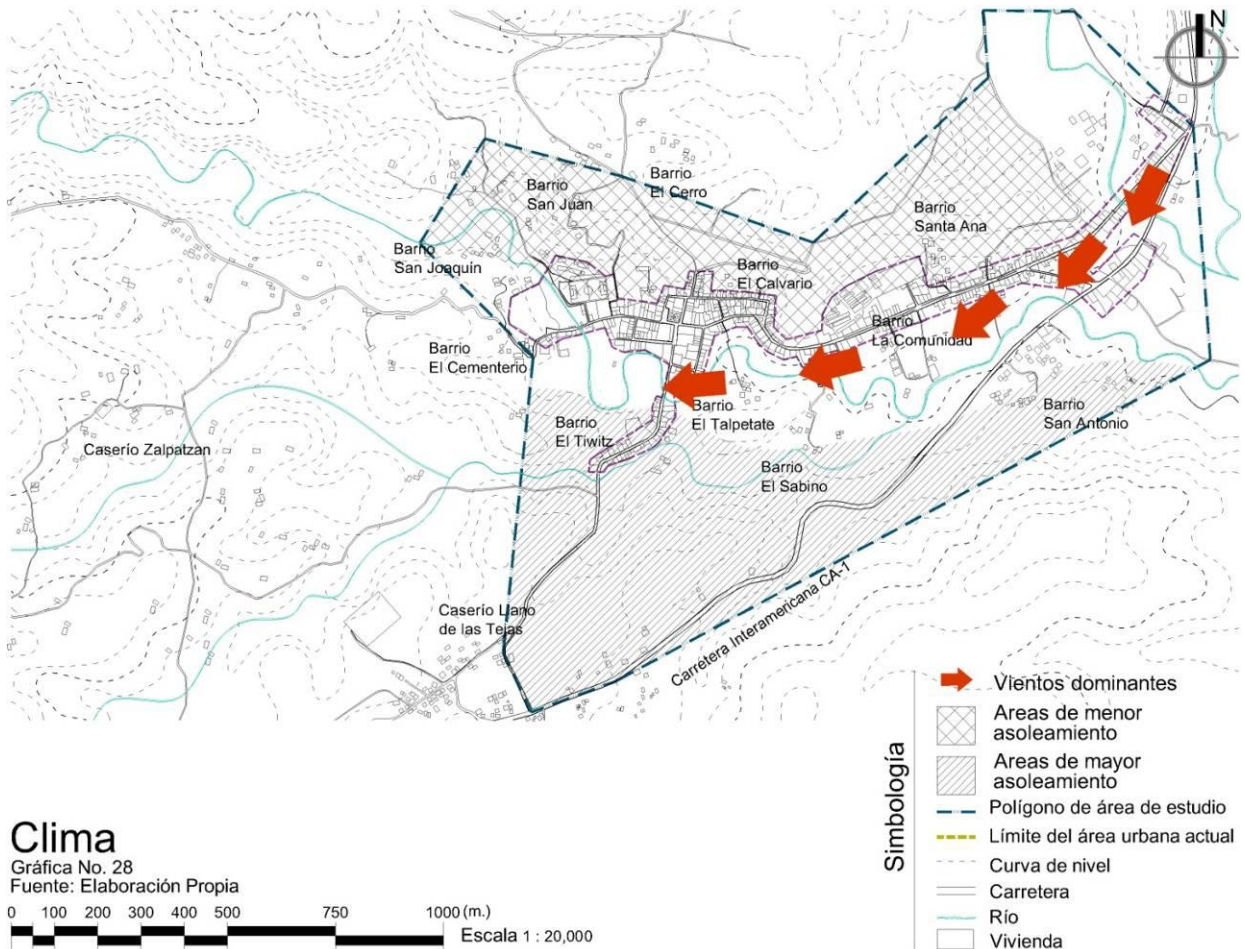 N
Barrio
San Juan
Barrio
El Cerro
Barrio
Santa Ana
Barrio
San Joaquín
Barrio
El Calvario
Barrio
La Comunidad
Barrio
El Cementerio
Barrio
El Tiwitz
Barrio
El Talpetate
Barrio
San Antonio
Caserío Zalpatzan
Barrio
El Sabino
Caserío Llano
de las Tejas
Carretera Interamericana CA-1
Simbología
Vientos dominantes
Areas de menor
asoleamiento
Areas de mayor
asoleamiento
Polígono de área de estudio
Límite del área urbana actual
Curva de nivel
Carretera
Río
Vivienda
Clima
Gráfica No. 28
Fuente: Elaboración Propia
0 100 200 300 400 500 750 1000 (m.)
Escala 1 : 20,000